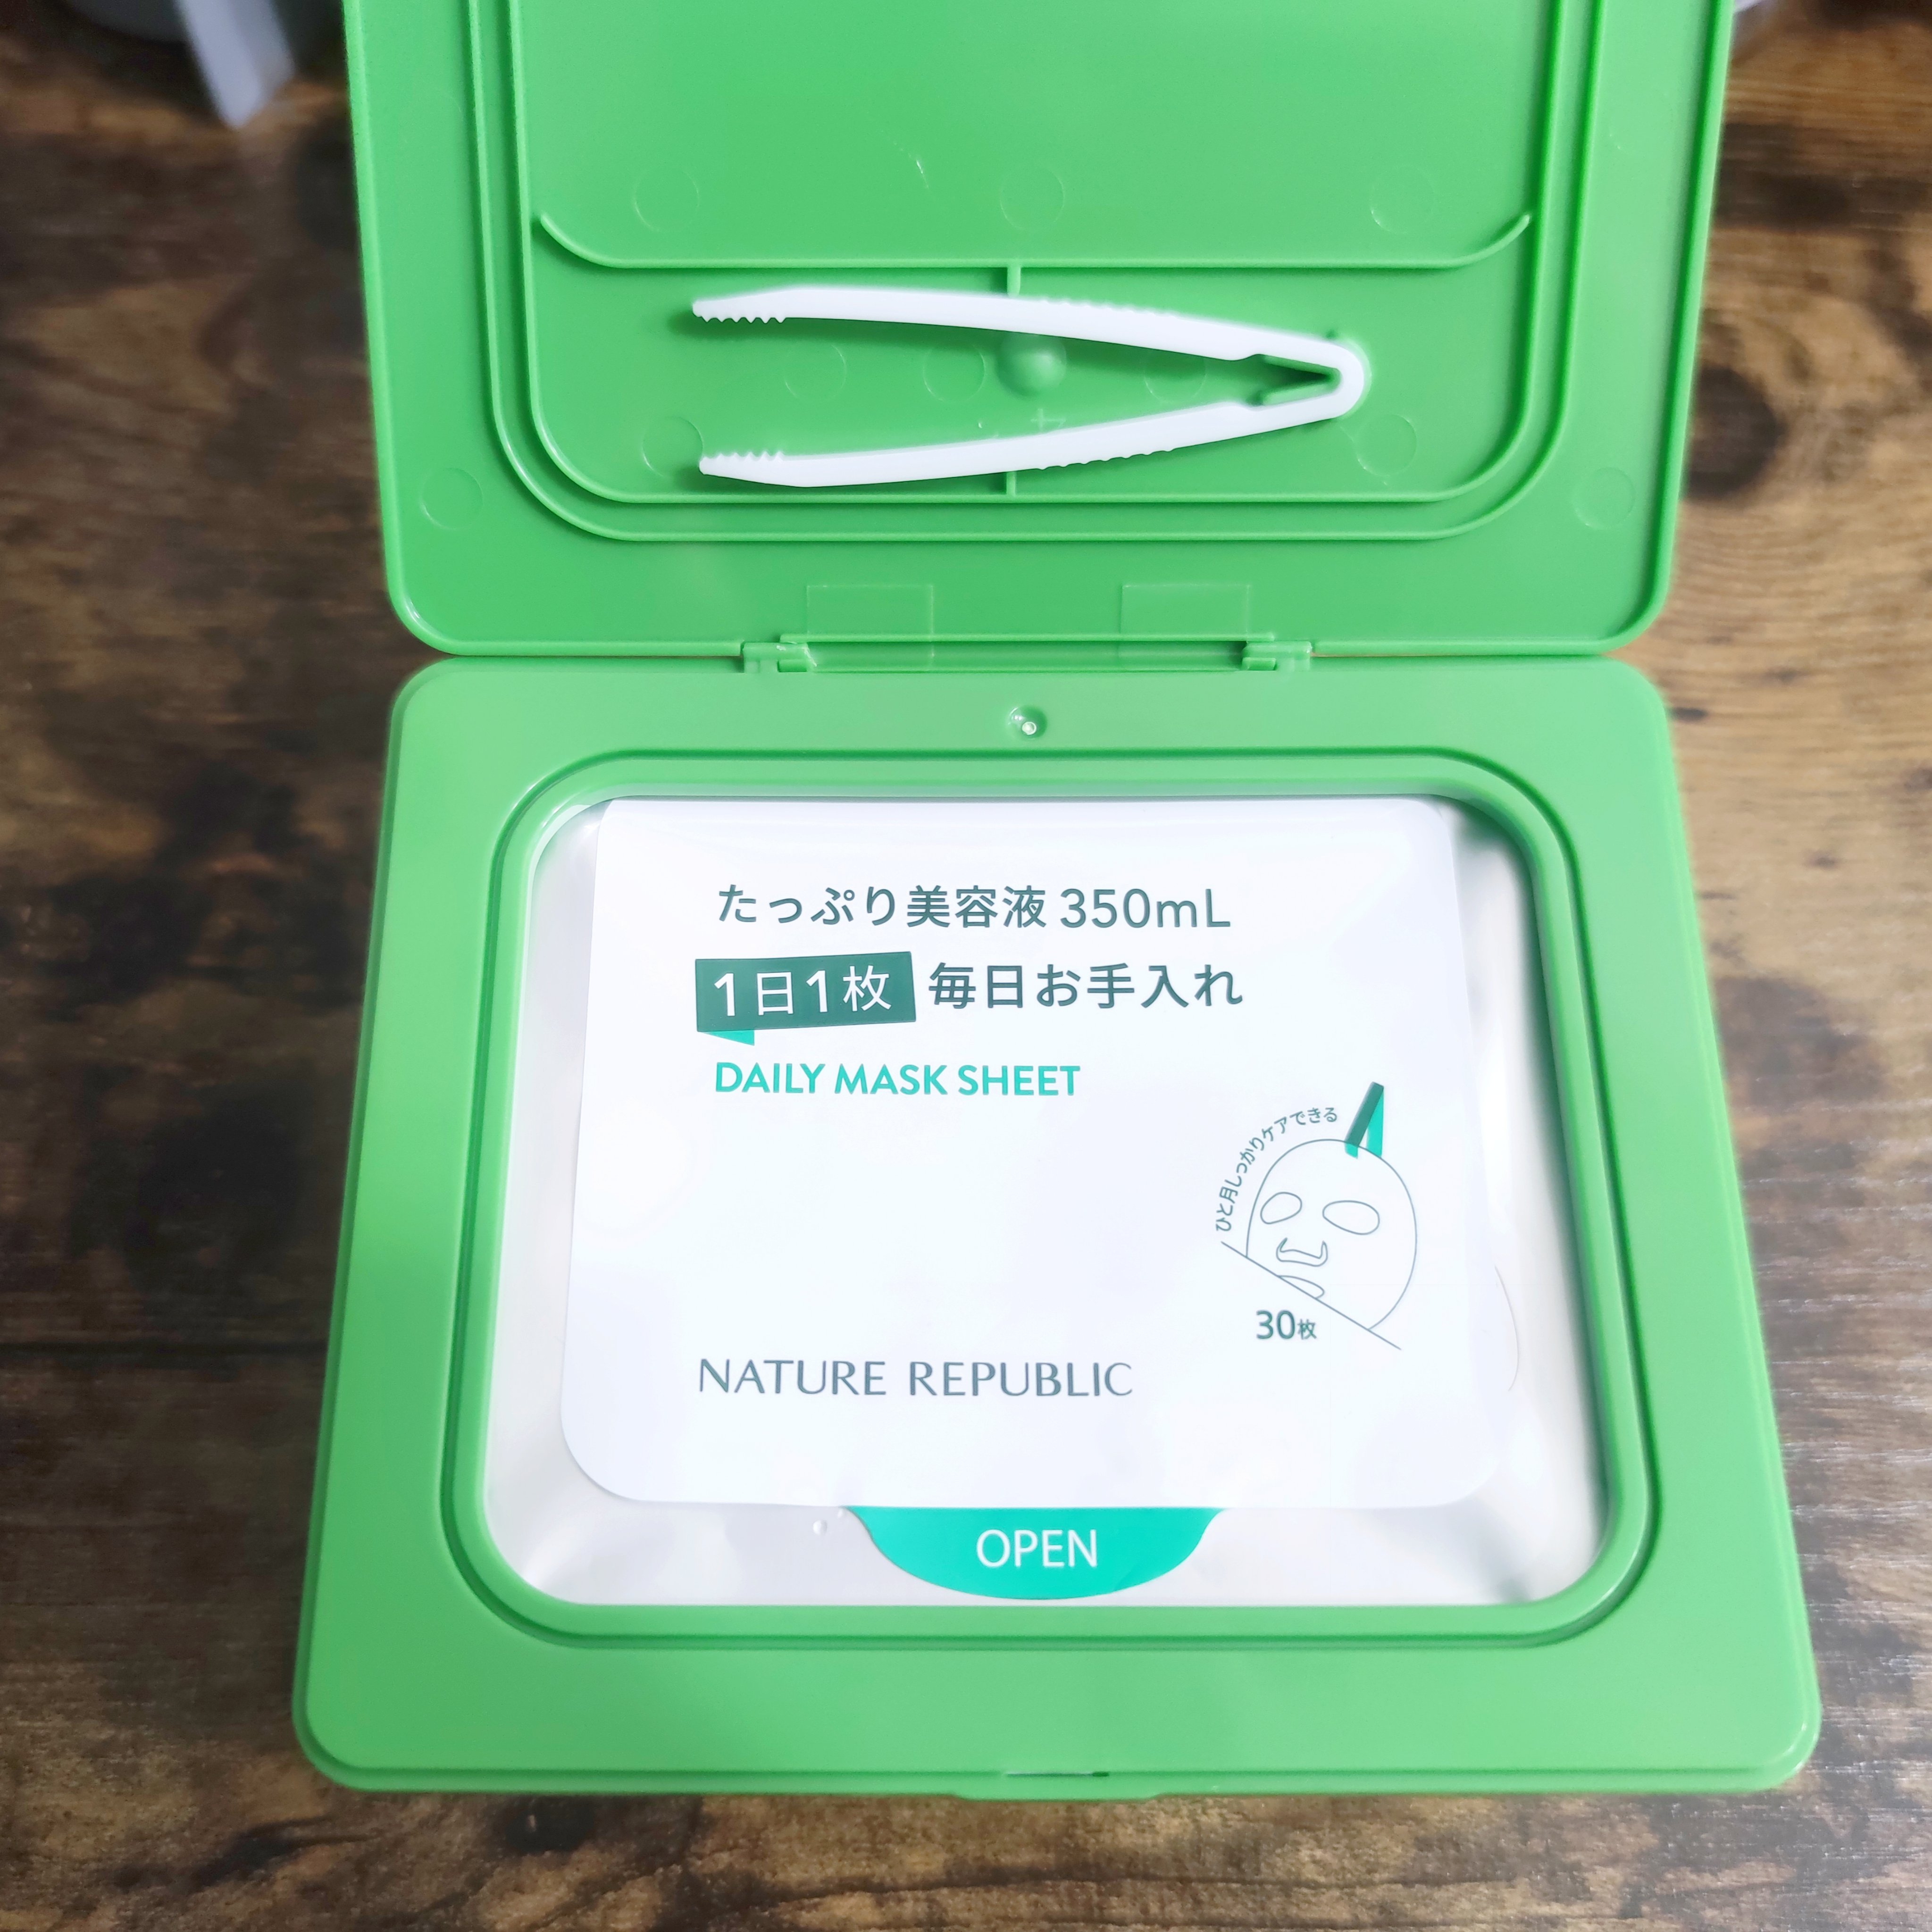 たっぷり美容液 350mL
1日1枚 毎日お手入れ
DAILY MASK SHEET
ひと月しっかりケアできる
30枚
NATURE REPUBLIC
OPEN